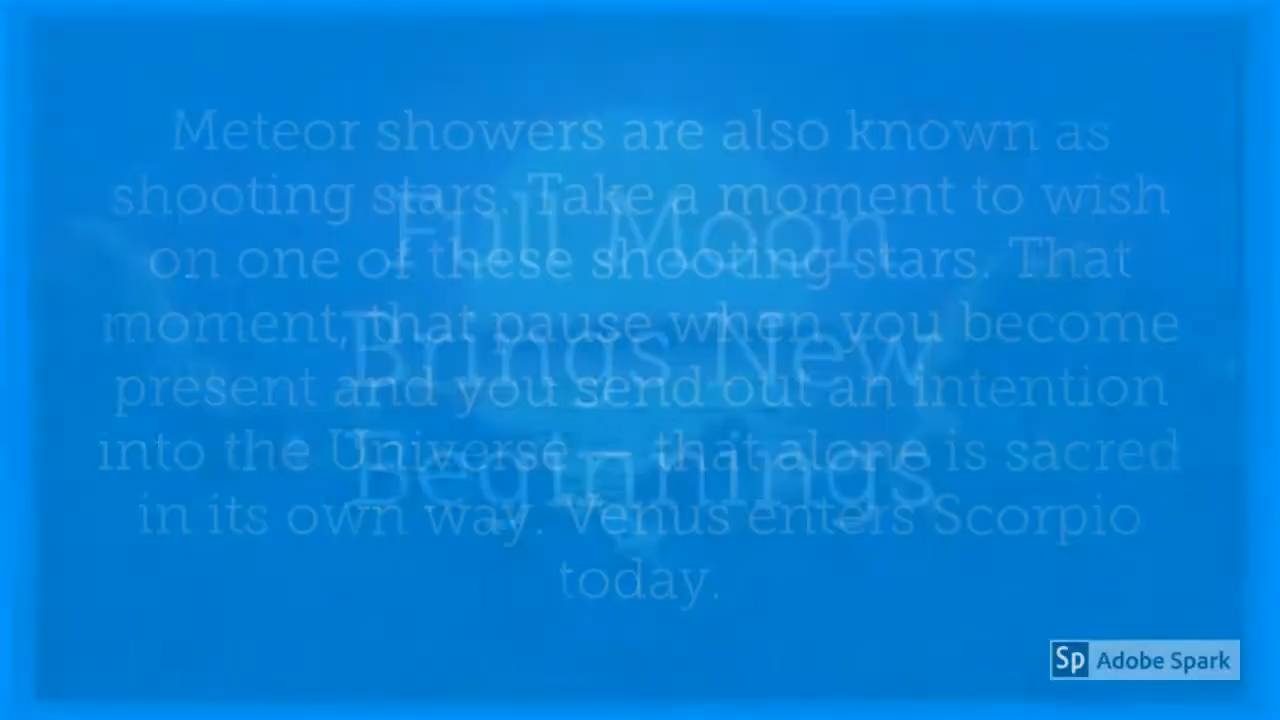 Meteor showers are also known as
shooting stars. Take a moment to wish
on one of these shooting stars. That
moment, that pause when you become
present and you send out an intention
into the Universe — that alone is sacred
in its own way. Venus enters Scorpio
today.
Full Moon
Brings New
Beginnings
Sp Adobe Spark